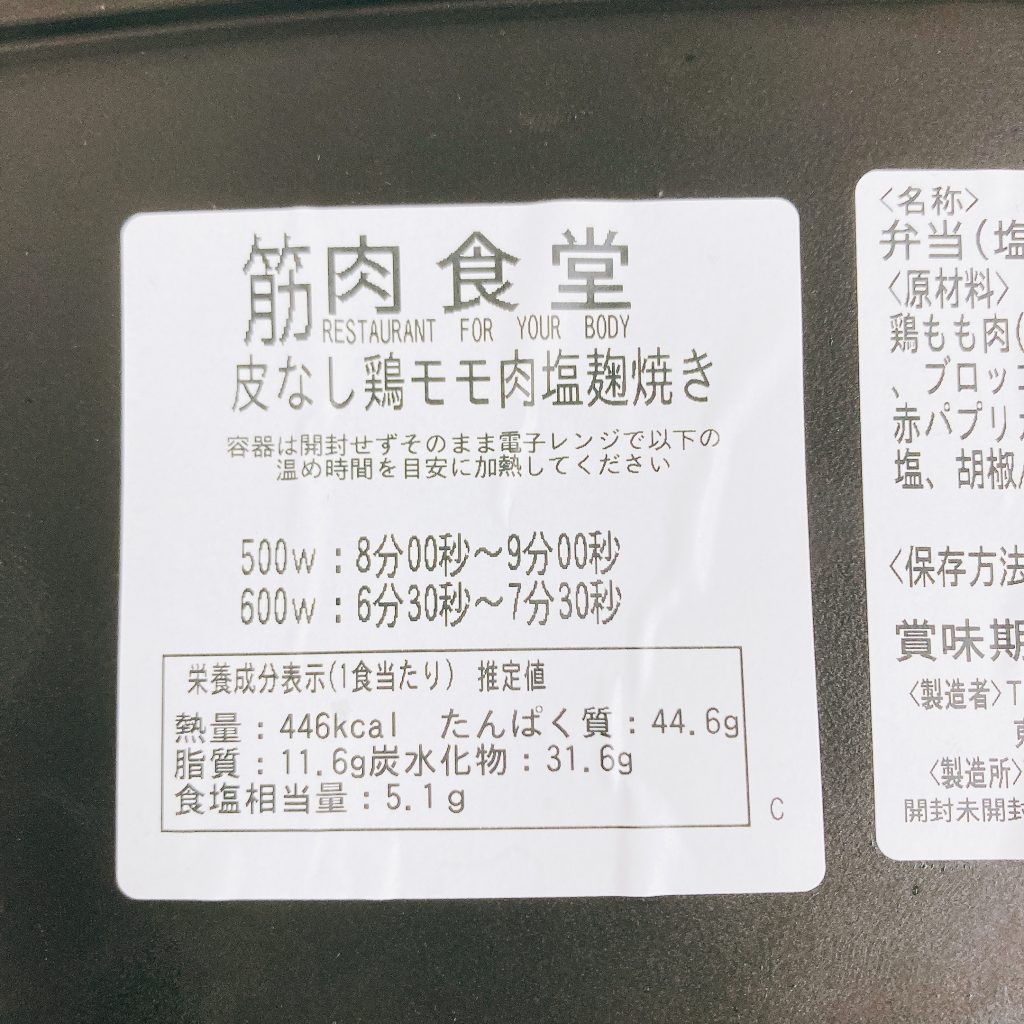 筋肉食堂
RESTAURANT FOR YOUR BODY
皮なし鶏モモ肉塩麹焼き
容器は開封せずそのまま電子レンジで以下の
温め時間を目安に加熱してください
500w:8分00秒～9分00秒
600w:6分30秒～7分30秒
栄養成分表示(1食当たり) 推定値
熱量:446kcal たんぱく質:44.6g
脂質:11.6g炭水化物:31.6g
食塩相当量:5.1g
C
<名称>
弁当(塩
<原材料>
鶏もも肉(
、ブロッコ
赤パプリカ
塩、胡椒/
<保存方法
賞味期
<製造者>T
東
<製造所>
開封未開封